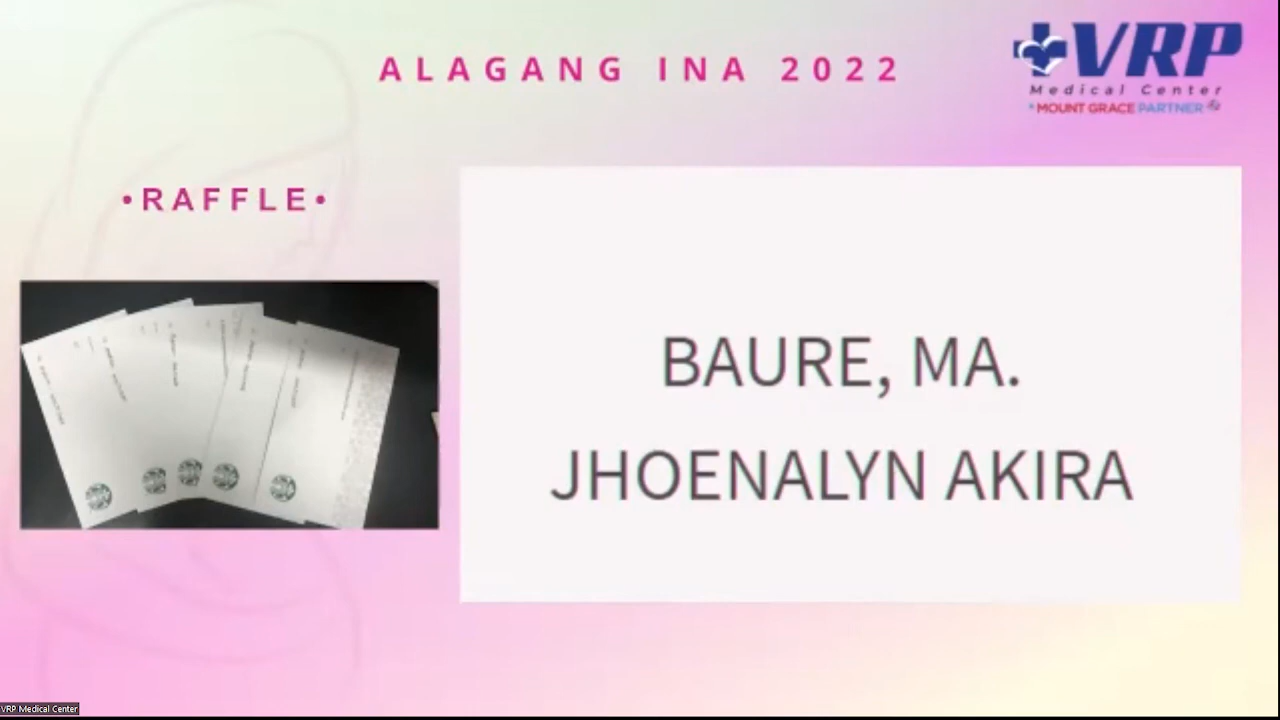 ALAGANG INA 2022
VRP
Medical Center
MOUNT GRACE PARTNER
•RAFFLE•
BAURE, MA.
JHOENALYN AKIRA
VRP Medical Center